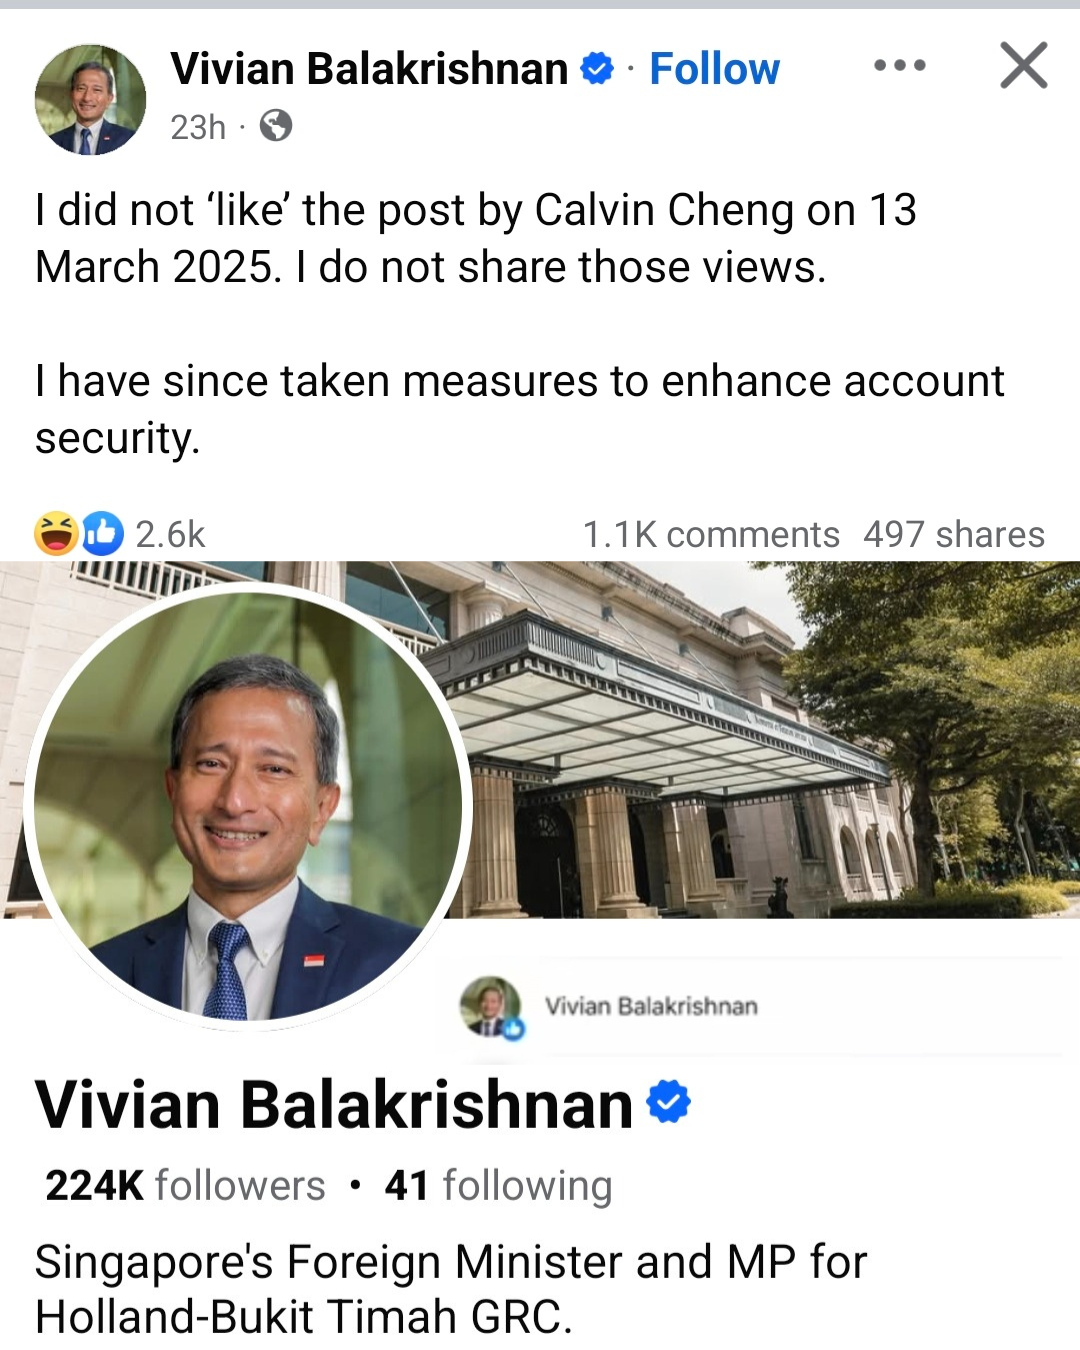 Vivian Balakrishnan · Follow
23h ·
I did not ‘like’ the post by Calvin Cheng on 13
March 2025. I do not share those views.
I have since taken measures to enhance account
security.
2.6k 1.1K comments 497 shares
Vivian Balakrishnan
Vivian Balakrishnan
224K followers • 41 following
Singapore's Foreign Minister and MP for
Holland-Bukit Timah GRC.